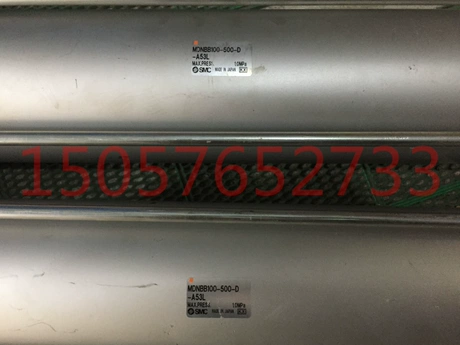 MDNBB100-500-D
-A53L
MAX.PRESS. 1.0MPa
SMC MADE IN JAPAN
15057652733
MDNBB100-500-D
-A53L
MAX.PRESS. 1.0MPa
SMC MADE IN JAPAN